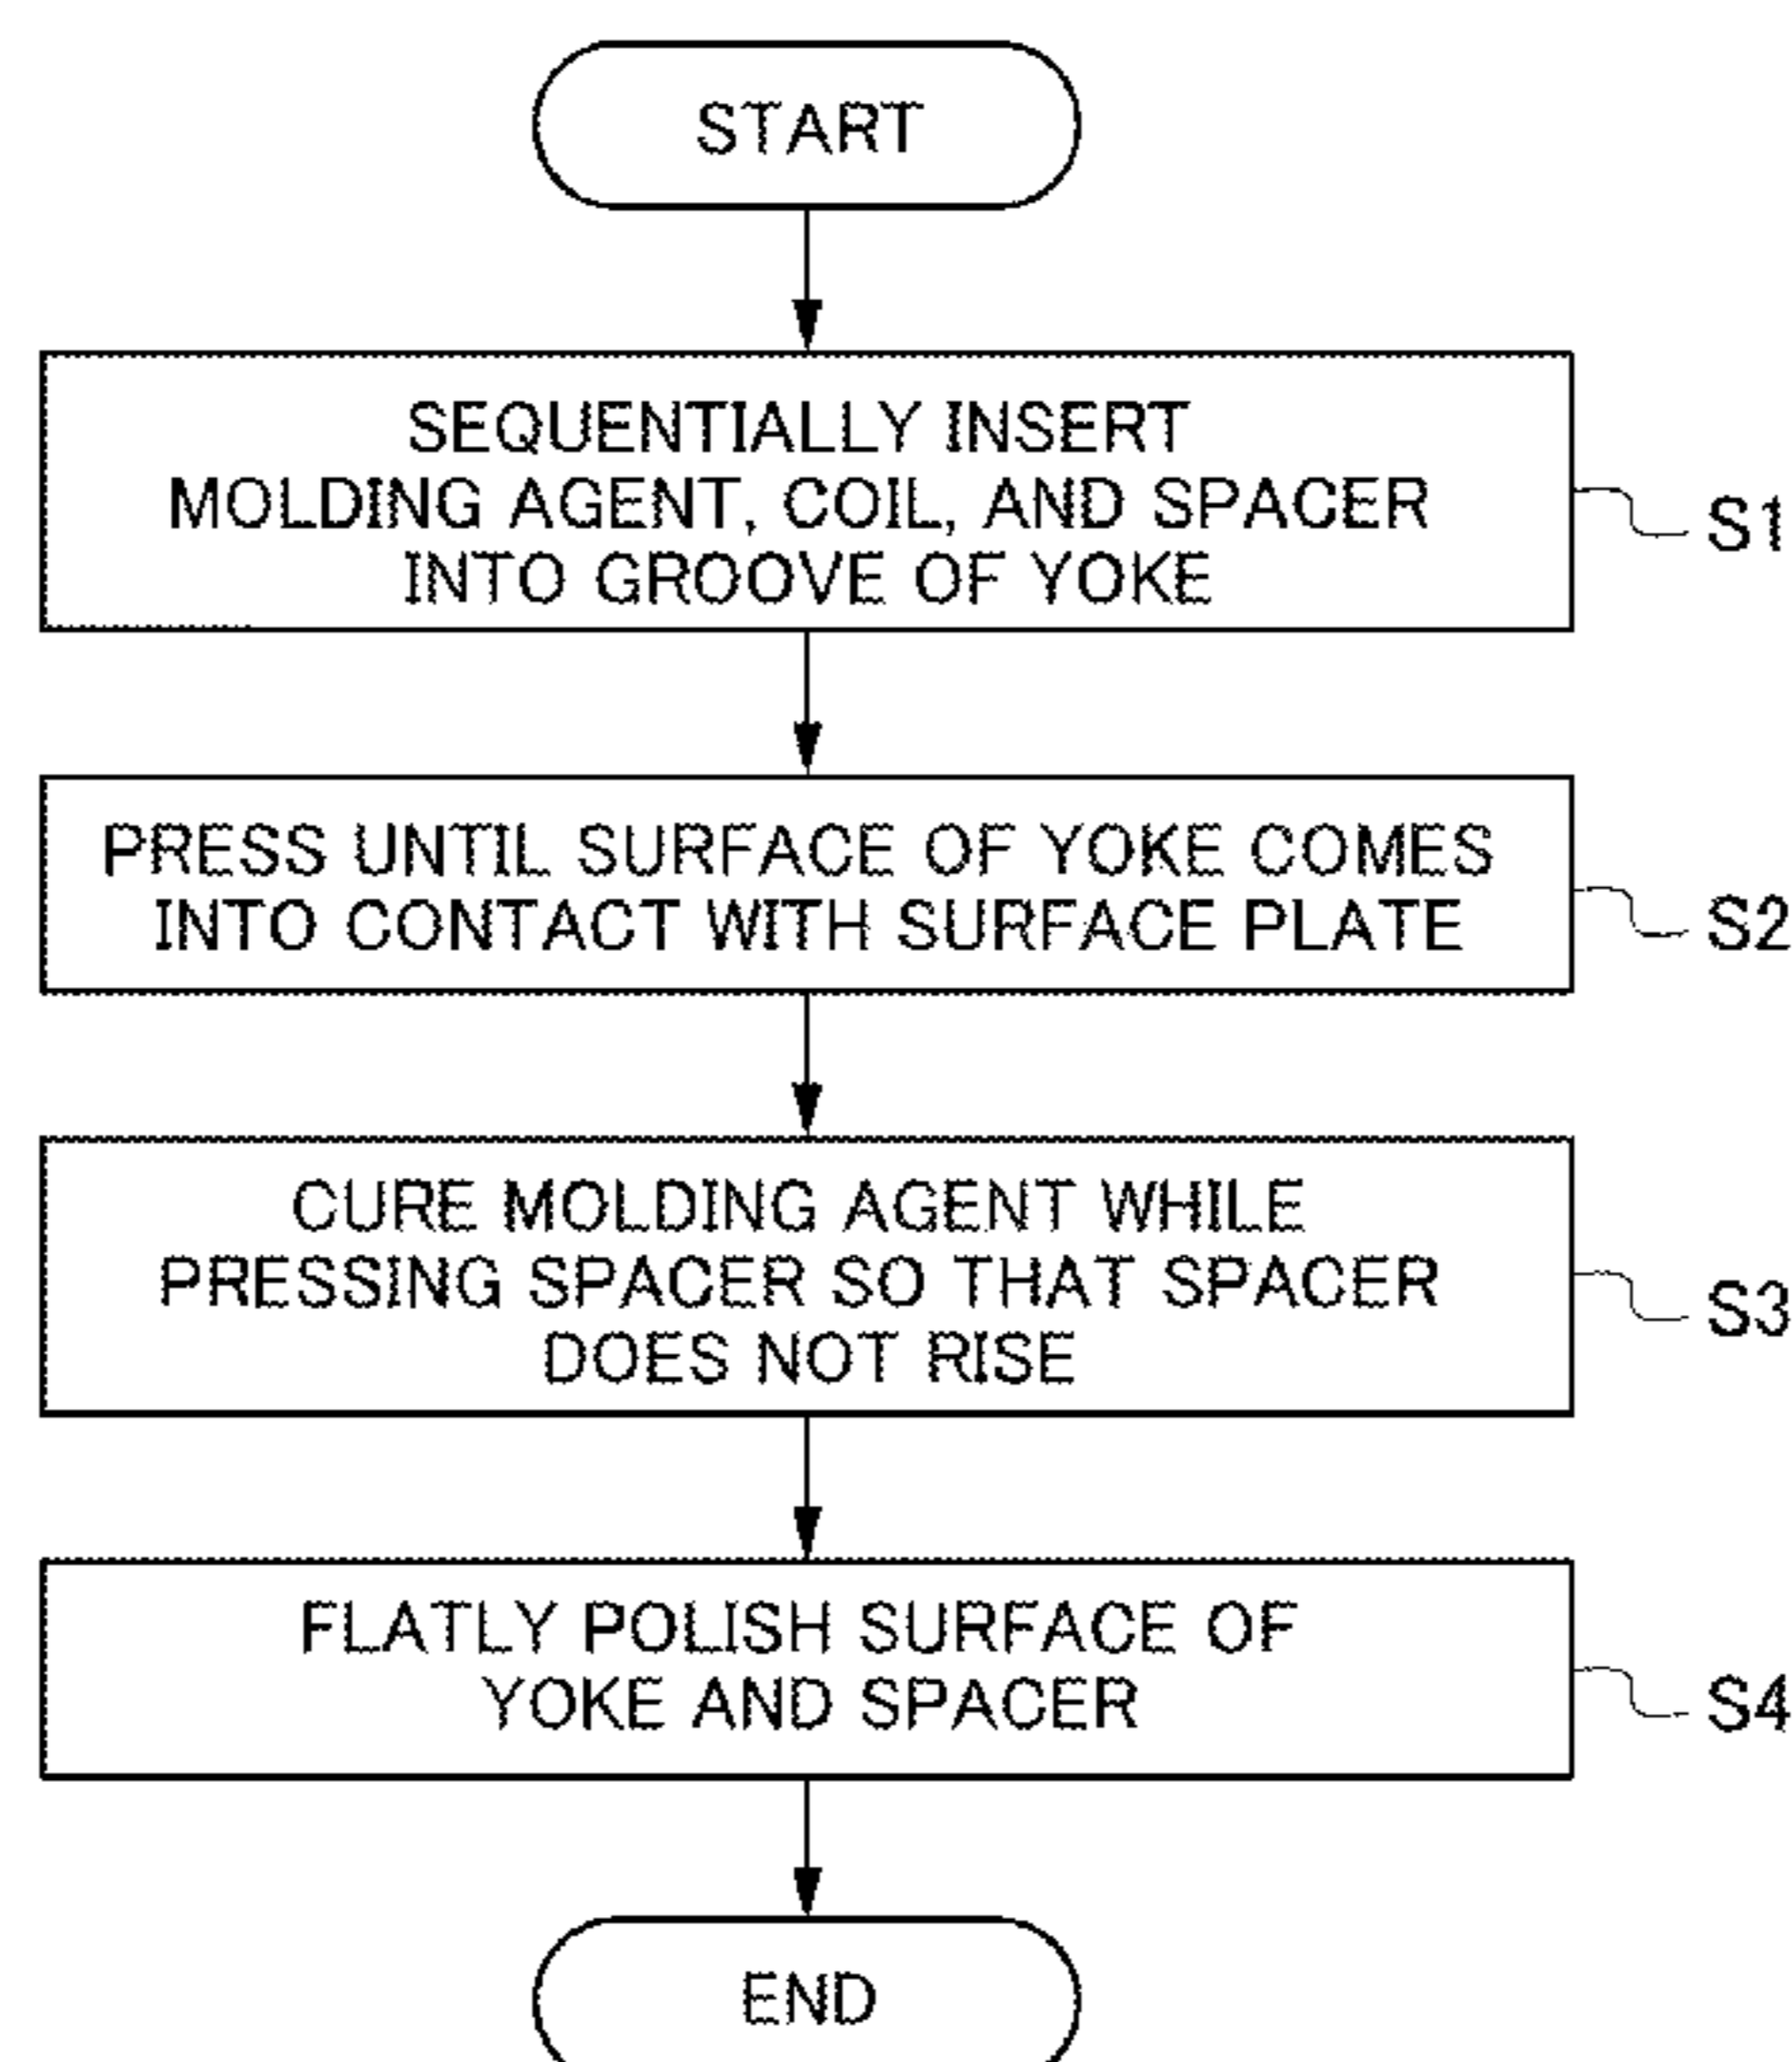 START
SEQUENTIALLY INSERT
MOLDING AGENT, COIL, AND SPACER
INTO GROOVE OF YOKE
S1
PRESS UNTIL SURFACE OF YOKE COMES
INTO CONTACT WITH SURFACE PLATE
S2
CURE MOLDING AGENT WHILE
PRESSING SPACER SO THAT SPACER
DOES NOT RISE
S3
FLATLY POLISH SURFACE OF
YOKE AND SPACER
S4
END